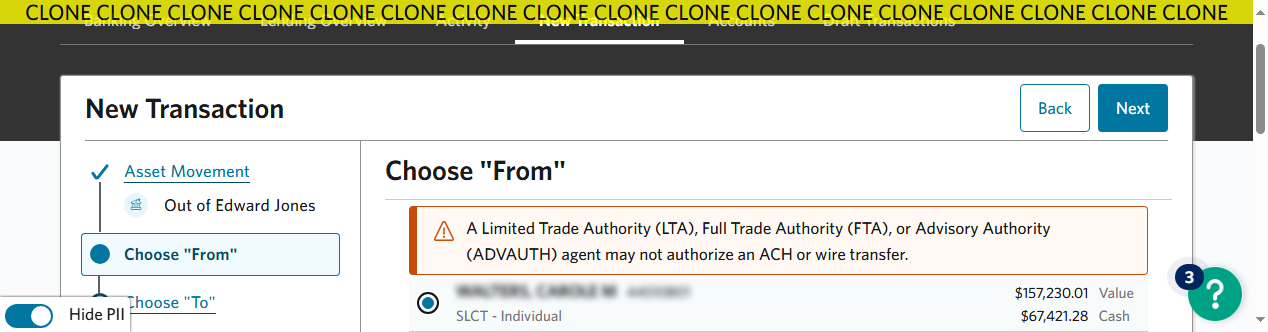 CLONE CLONE CLONE CLONE CLONE CLONE CLONE CLONE CLONE CLONE CLONE CLONE CLONE CLONE CLONE CLONE CLONE
Banking Overview Lending Overview Activity New Transaction Accounts Draft Transactions
New Transaction
Back
Next
Asset Movement
Out of Edward Jones
Choose "From"
Choose "To"
Hide PII
Choose "From"
A Limited Trade Authority (LTA), Full Trade Authority (FTA), or Advisory Authority
(ADVAUTH) agent may not authorize an ACH or wire transfer.
$157,230.01 Value
SLCT - Individual
$67,421.28 Cash
3
?